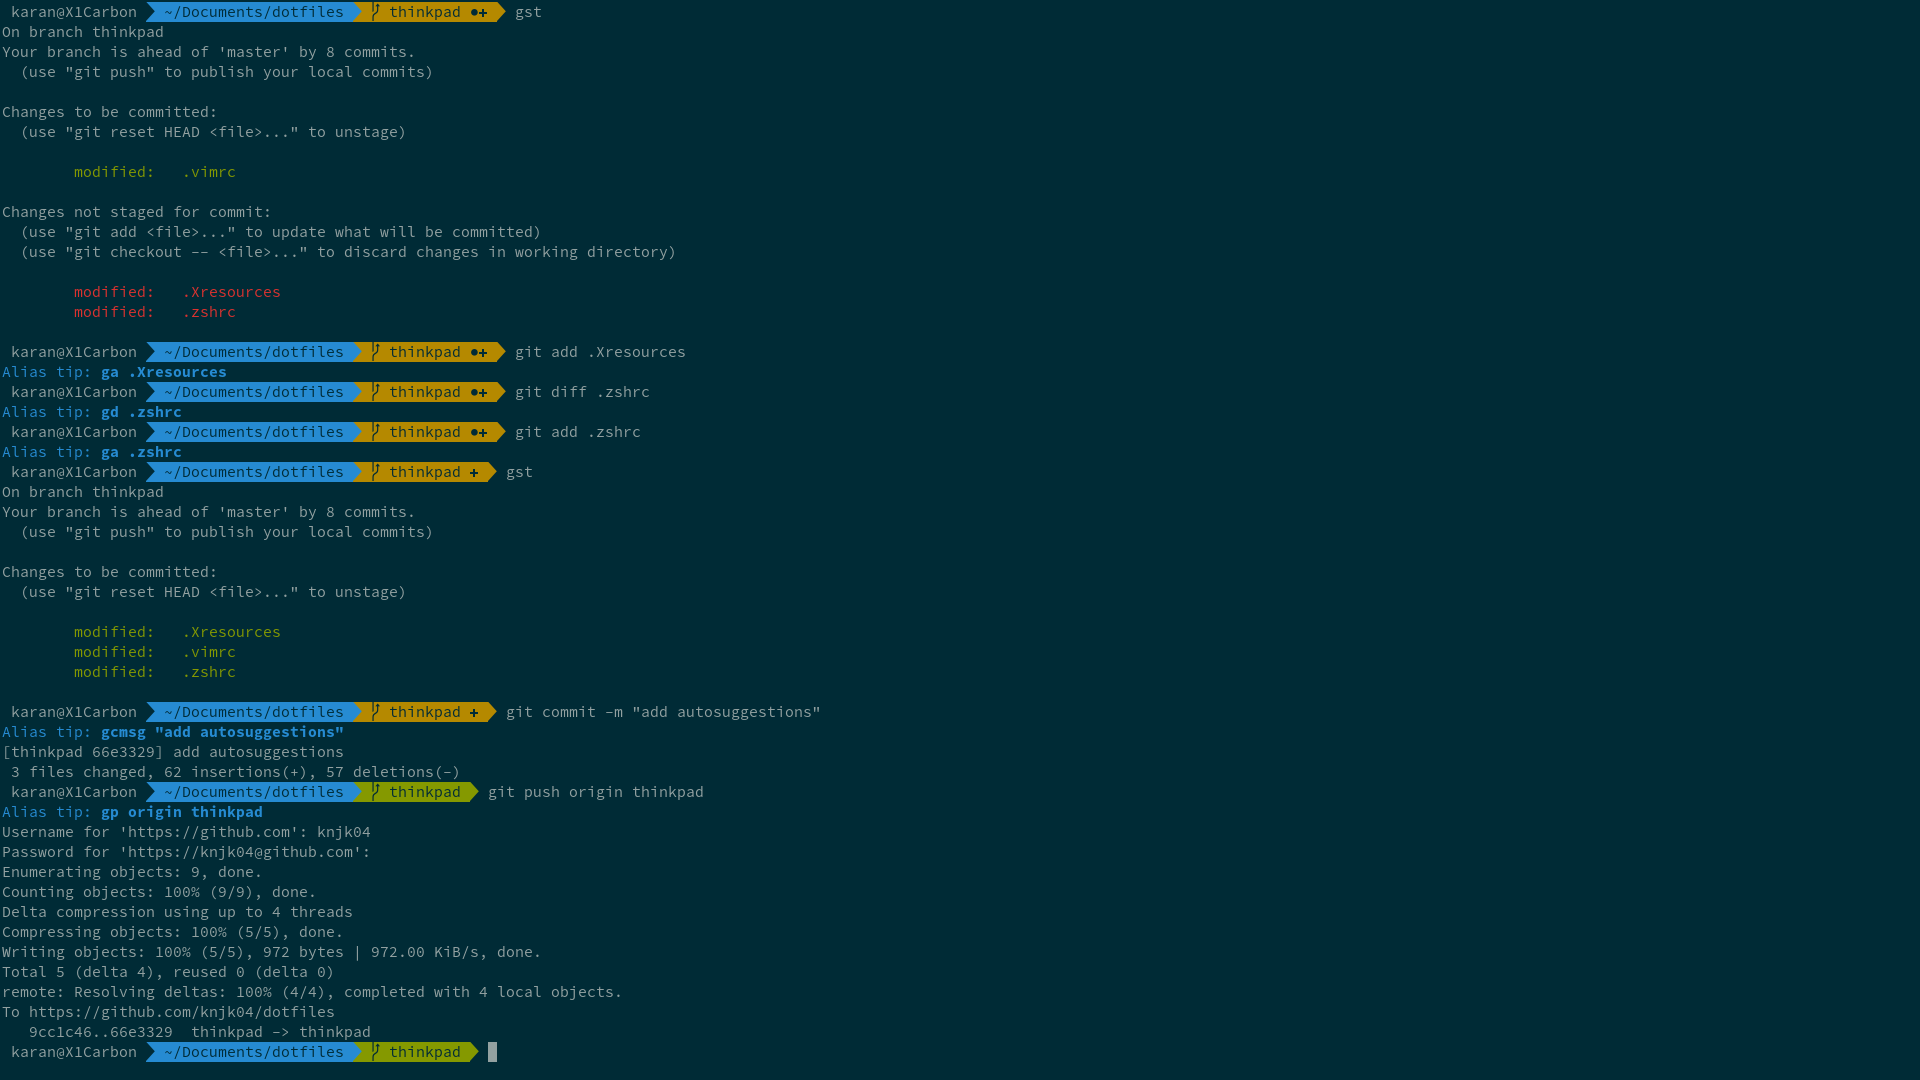 karan@X1Carbon ~/Documents/dotfiles thinkpad ●✚ gst
On branch thinkpad
Your branch is ahead of 'master' by 8 commits.
  (use "git push" to publish your local commits)
Changes to be committed:
  (use "git reset HEAD <file>..." to unstage)
        modified:   .vimrc
Changes not staged for commit:
  (use "git add <file>..." to update what will be committed)
  (use "git checkout -- <file>..." to discard changes in working directory)
        modified:   .Xresources
        modified:   .zshrc
karan@X1Carbon ~/Documents/dotfiles thinkpad ●✚ git add .Xresources
Alias tip: ga .Xresources
karan@X1Carbon ~/Documents/dotfiles thinkpad ●✚ git diff .zshrc
Alias tip: gd .zshrc
karan@X1Carbon ~/Documents/dotfiles thinkpad ●✚ git add .zshrc
Alias tip: ga .zshrc
karan@X1Carbon ~/Documents/dotfiles thinkpad ✚ gst
On branch thinkpad
Your branch is ahead of 'master' by 8 commits.
  (use "git push" to publish your local commits)
Changes to be committed:
  (use "git reset HEAD <file>..." to unstage)
        modified:   .Xresources
        modified:   .vimrc
        modified:   .zshrc
karan@X1Carbon ~/Documents/dotfiles thinkpad ✚ git commit -m "add autosuggestions"
Alias tip: gcmsg "add autosuggestions"
[thinkpad 66e3329] add autosuggestions
 3 files changed, 62 insertions(+), 57 deletions(-)
karan@X1Carbon ~/Documents/dotfiles thinkpad git push origin thinkpad
Alias tip: gp origin thinkpad
Username for 'https://github.com': knjk04
Password for 'https://knjk04@github.com':
Enumerating objects: 9, done.
Counting objects: 100% (9/9), done.
Delta compression using up to 4 threads
Compressing objects: 100% (5/5), done.
Writing objects: 100% (5/5), 972 bytes | 972.00 KiB/s, done.
Total 5 (delta 4), reused 0 (delta 0)
remote: Resolving deltas: 100% (4/4), completed with 4 local objects.
To https://github.com/knjk04/dotfiles
   9cc1c46..66e3329  thinkpad -> thinkpad
karan@X1Carbon ~/Documents/dotfiles thinkpad